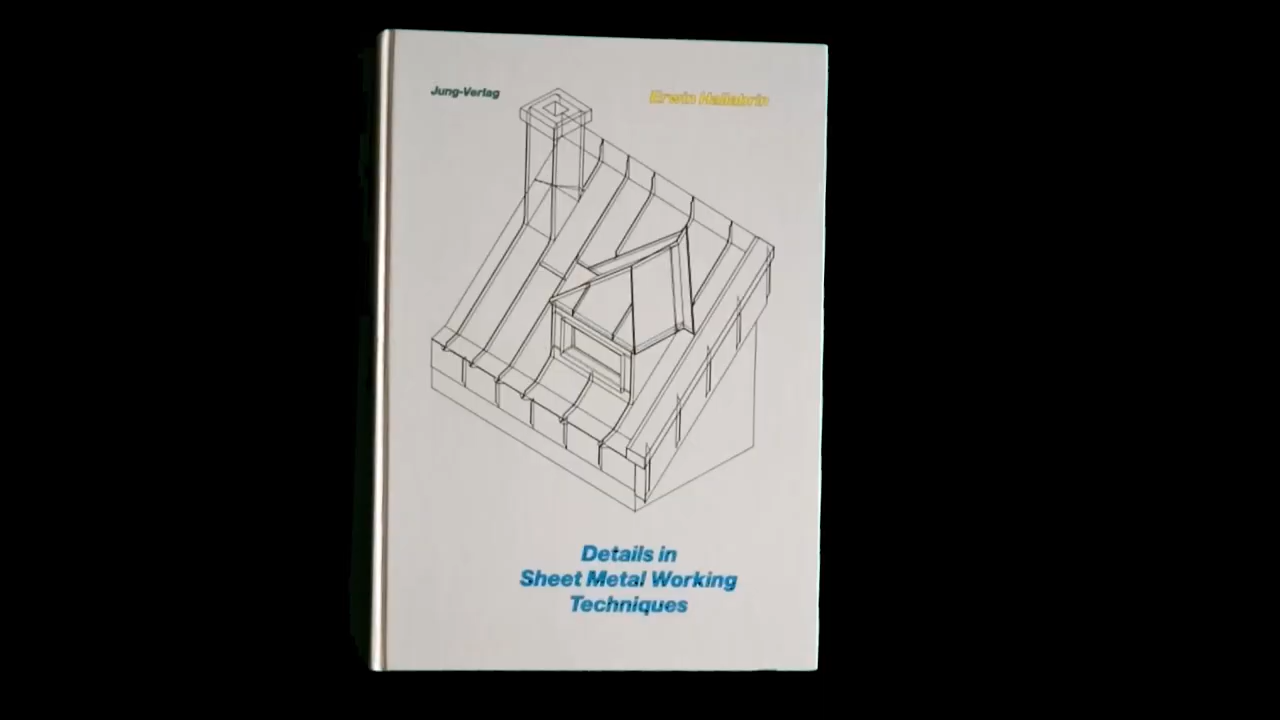 Jung-Verlag
Erwin Hallabrin
Details in
Sheet Metal Working
Techniques